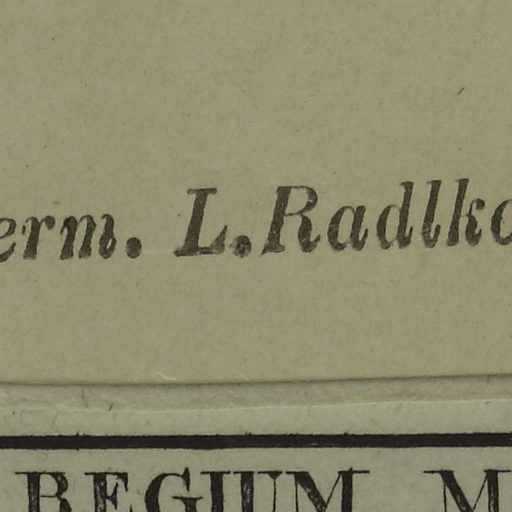 erm. L. Radlko
REGIUM M